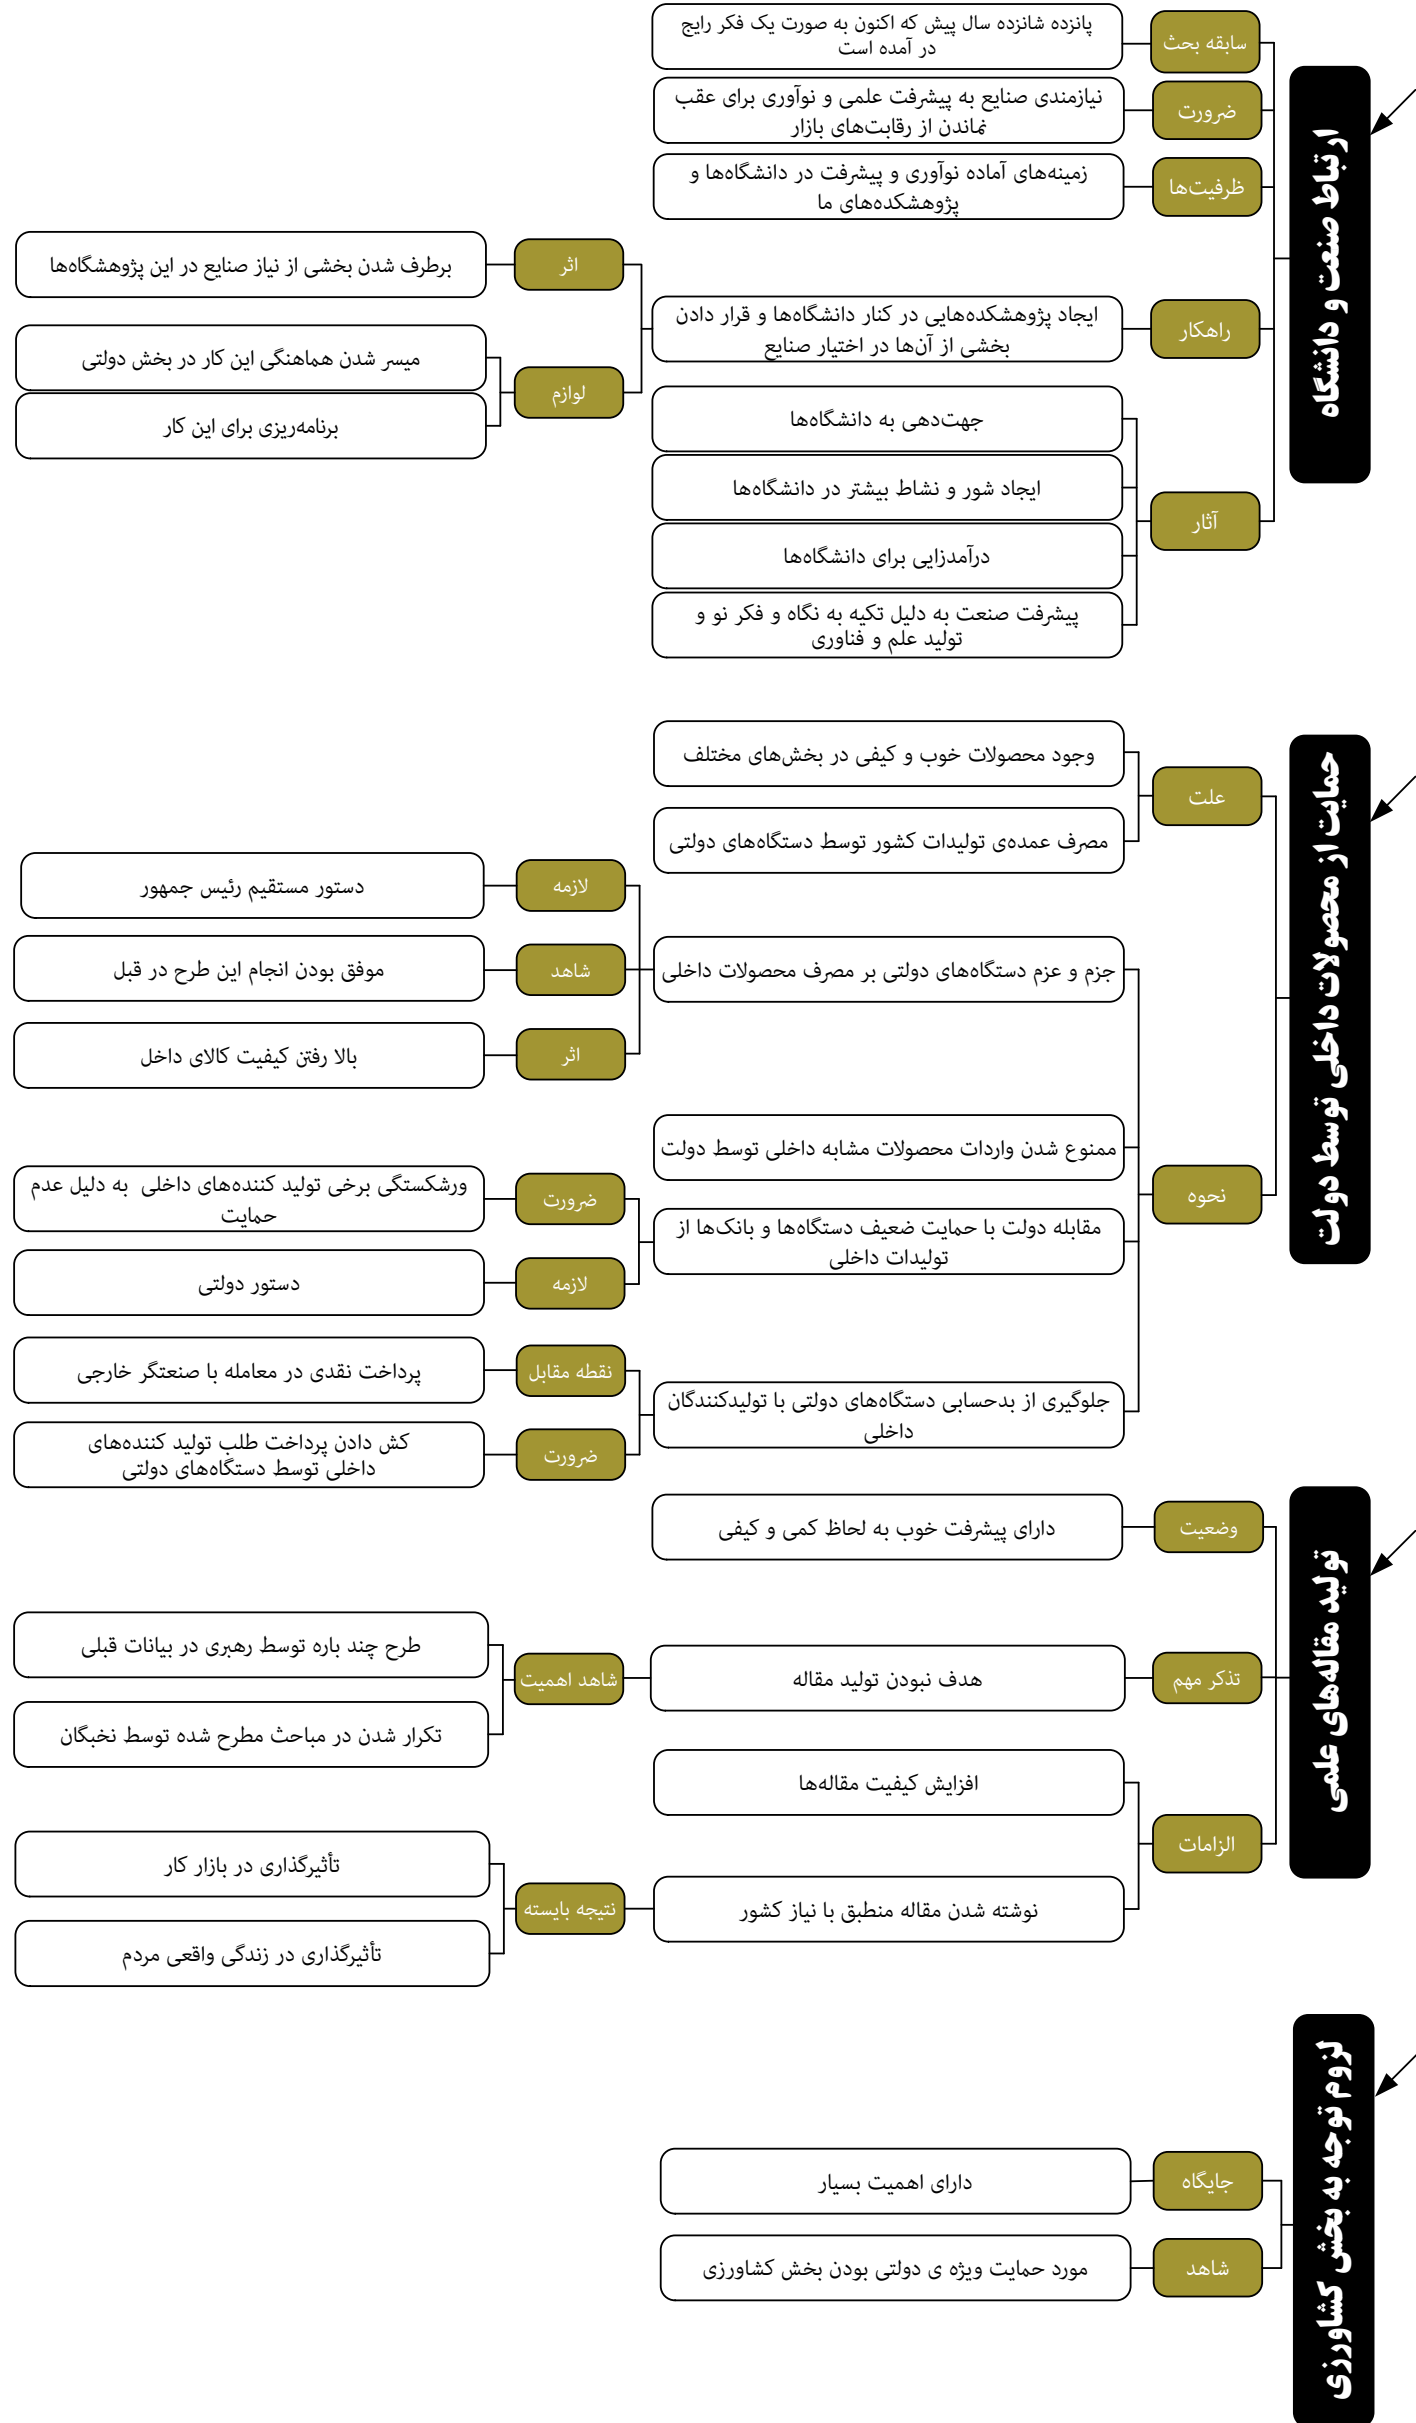 ارتباط صنعت و دانشگاه
سابقه بحث
پانزده شانزده سال پیش که اکنون به صورت یک فکر رایج
در آمده است
ضرورت
نیازمندی صنایع به پیشرفت علمی و نوآوری برای عقب
نماندن از رقابت‌های بازار
ظرفیت‌ها
زمینه‌های آماده نوآوری و پیشرفت در دانشگاه‌ها و
پژوهشکده‌های ما
راهکار
ایجاد پژوهشکده‌هایی در کنار دانشگاه‌ها و قرار دادن
بخشی از آن‌ها در اختیار صنایع
اثر
برطرف شدن بخشی از نیاز صنایع در این پژوهشگاه‌ها
لوازم
میسر شدن هماهنگی این کار در بخش دولتی
برنامه‌ریزی برای این کار
آثار
جهت‌دهی به دانشگاه‌ها
ایجاد شور و نشاط بیشتر در دانشگاه‌ها
درآمدزایی برای دانشگاه‌ها
پیشرفت صنعت به دلیل تکیه به نگاه و فکر نو و
تولید علم و فناوری
حمایت از محصولات داخلی توسط دولت
علت
وجود محصولات خوب و کیفی در بخش‌های مختلف
مصرف عمده‌ی تولیدات کشور توسط دستگاه‌های دولتی
نحوه
جزم و عزم دستگاه‌های دولتی بر مصرف محصولات داخلی
لازمه
دستور مستقیم رئیس جمهور
شاهد
موفق بودن انجام این طرح در قبل
اثر
بالا رفتن کیفیت کالای داخل
ممنوع شدن واردات محصولات مشابه داخلی توسط دولت
مقابله دولت با حمایت ضعیف دستگاه‌ها و بانک‌ها از
تولیدات داخلی
ضرورت
ورشکستگی برخی تولید کننده‌های داخلی به دلیل عدم
حمایت
لازمه
دستور دولتی
جلوگیری از بدحسابی دستگاه‌های دولتی با تولیدکنندگان
داخلی
نقطه مقابل
پرداخت نقدی در معامله با صنعتگر خارجی
ضرورت
کش دادن پرداخت طلب تولید کننده‌های
داخلی توسط دستگاه‌های دولتی
تولید مقاله‌های علمی
وضعیت
دارای پیشرفت خوب به لحاظ کمی و کیفی
تذکر مهم
هدف نبودن تولید مقاله
شاهد اهمیت
طرح چند باره توسط رهبری در بیانات قبلی
تکرار شدن در مباحث مطرح شده توسط نخبگان
الزامات
افزایش کیفیت مقاله‌ها
نوشته شدن مقاله منطبق با نیاز کشور
نتیجه بایسته
تأثیرگذاری در بازار کار
تأثیرگذاری در زندگی واقعی مردم
لزوم توجه به بخش کشاورزی
جایگاه
دارای اهمیت بسیار
شاهد
مورد حمایت ویژه ی دولتی بودن بخش کشاورزی